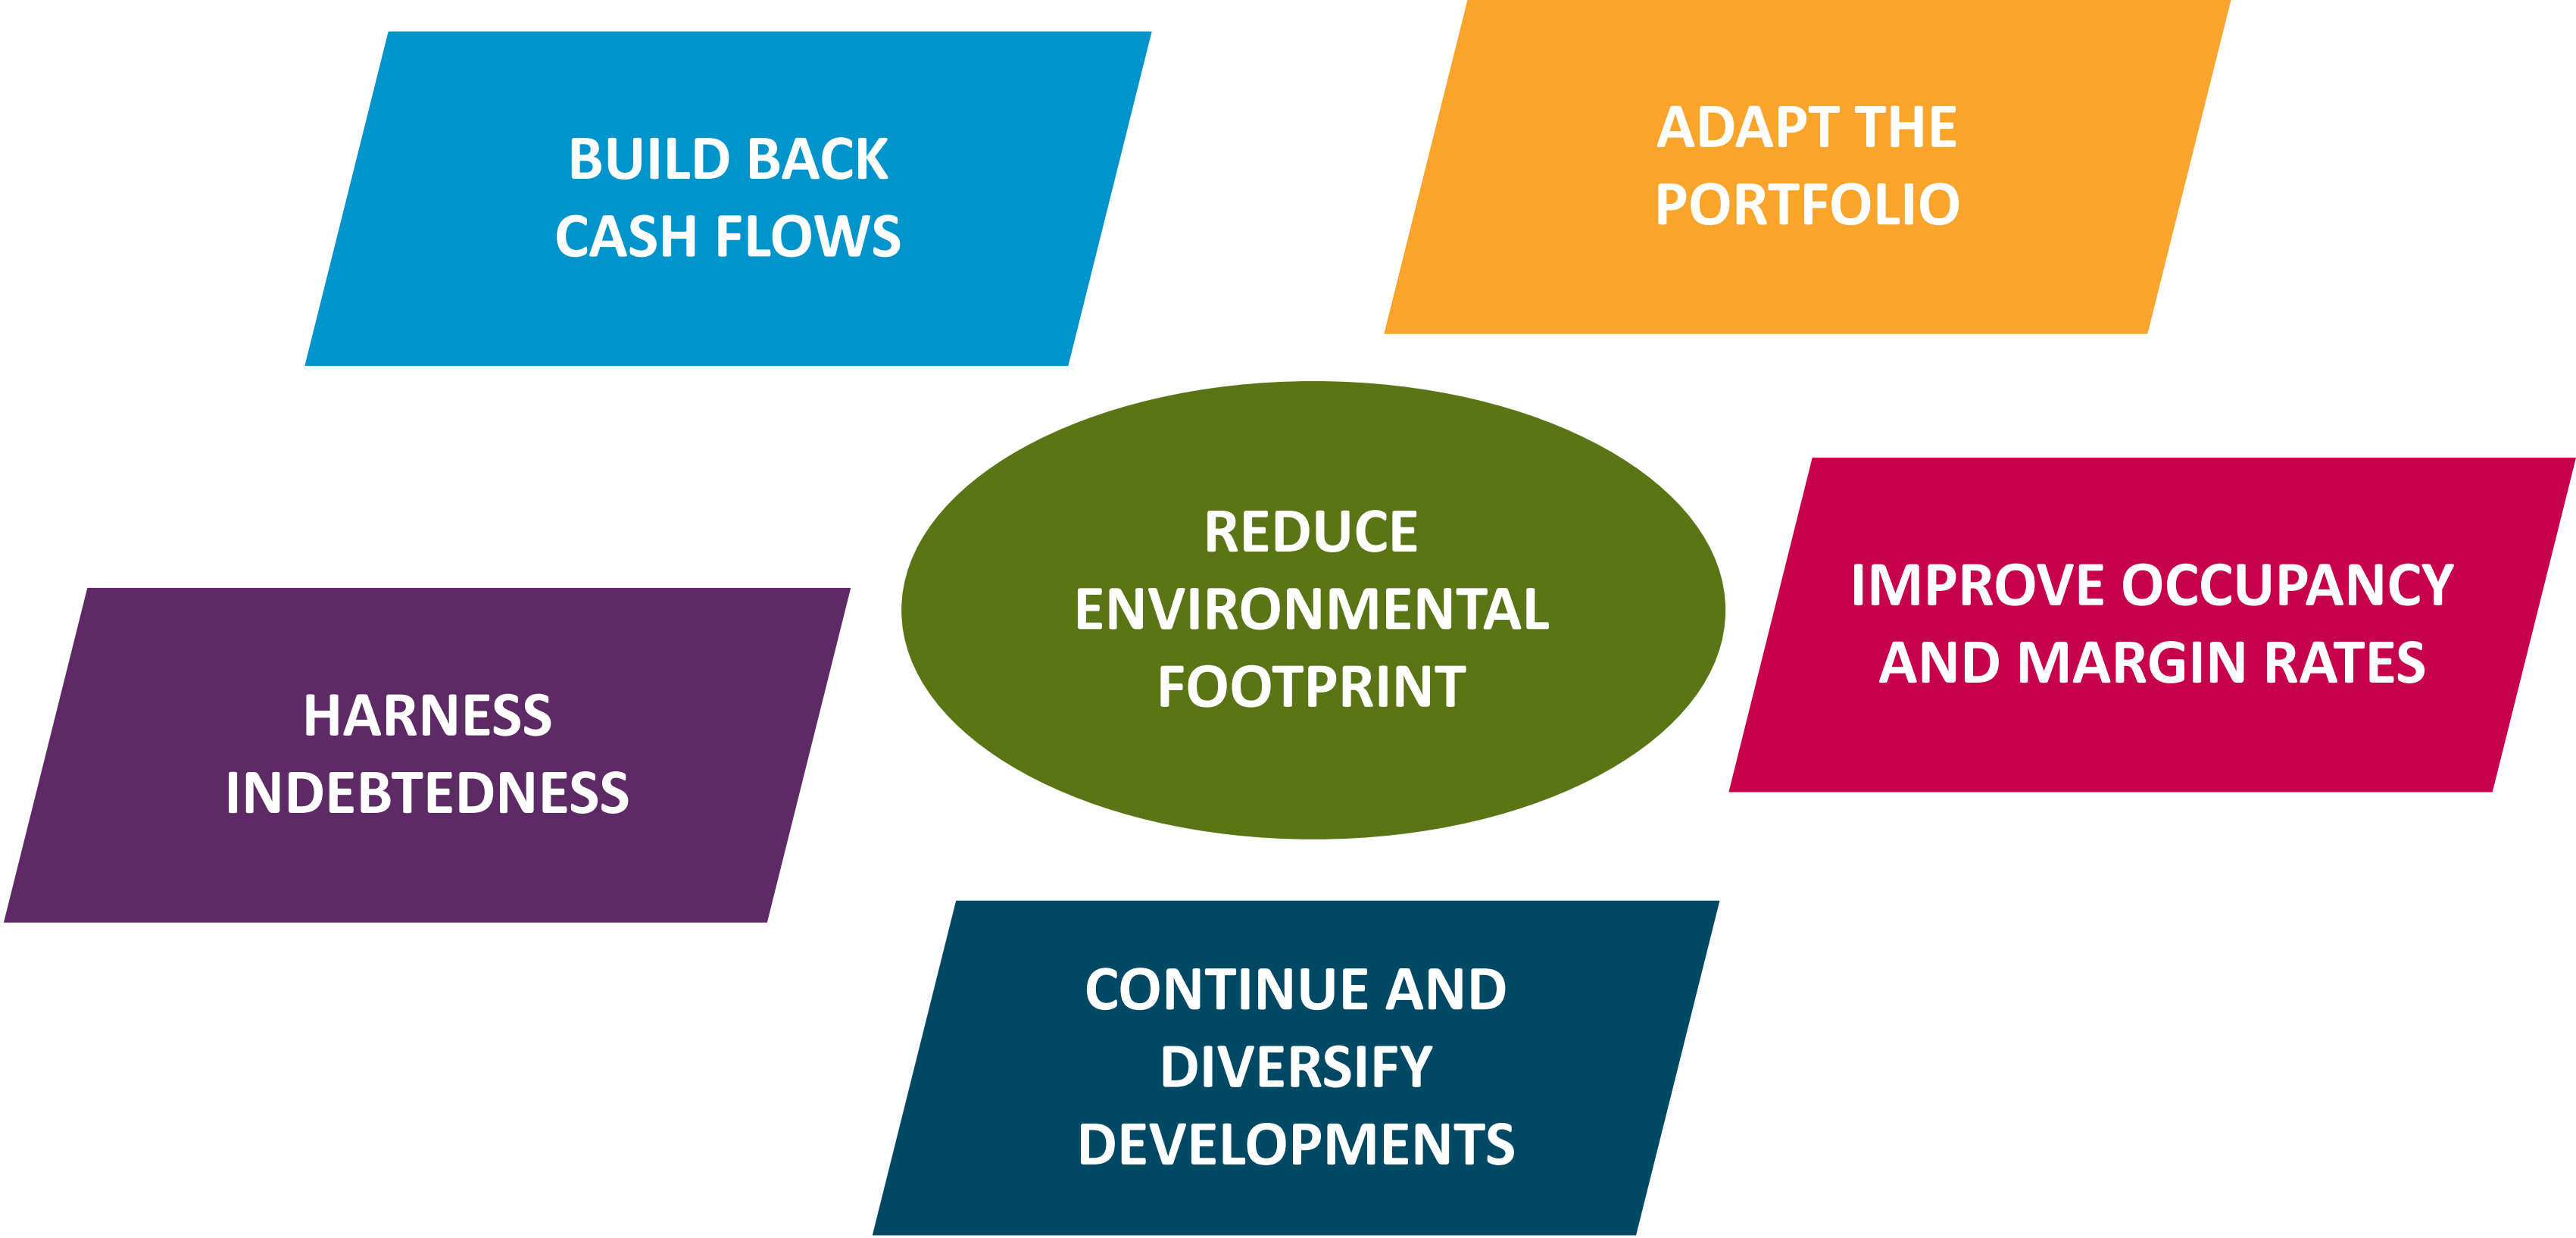 BUILD BACK
CASH FLOWS
ADAPT THE
PORTFOLIO
REDUCE
ENVIRONMENTAL
FOOTPRINT
IMPROVE OCCUPANCY
AND MARGIN RATES
HARNESS
INDEBTEDNESS
CONTINUE AND
DIVERSIFY
DEVELOPMENTS